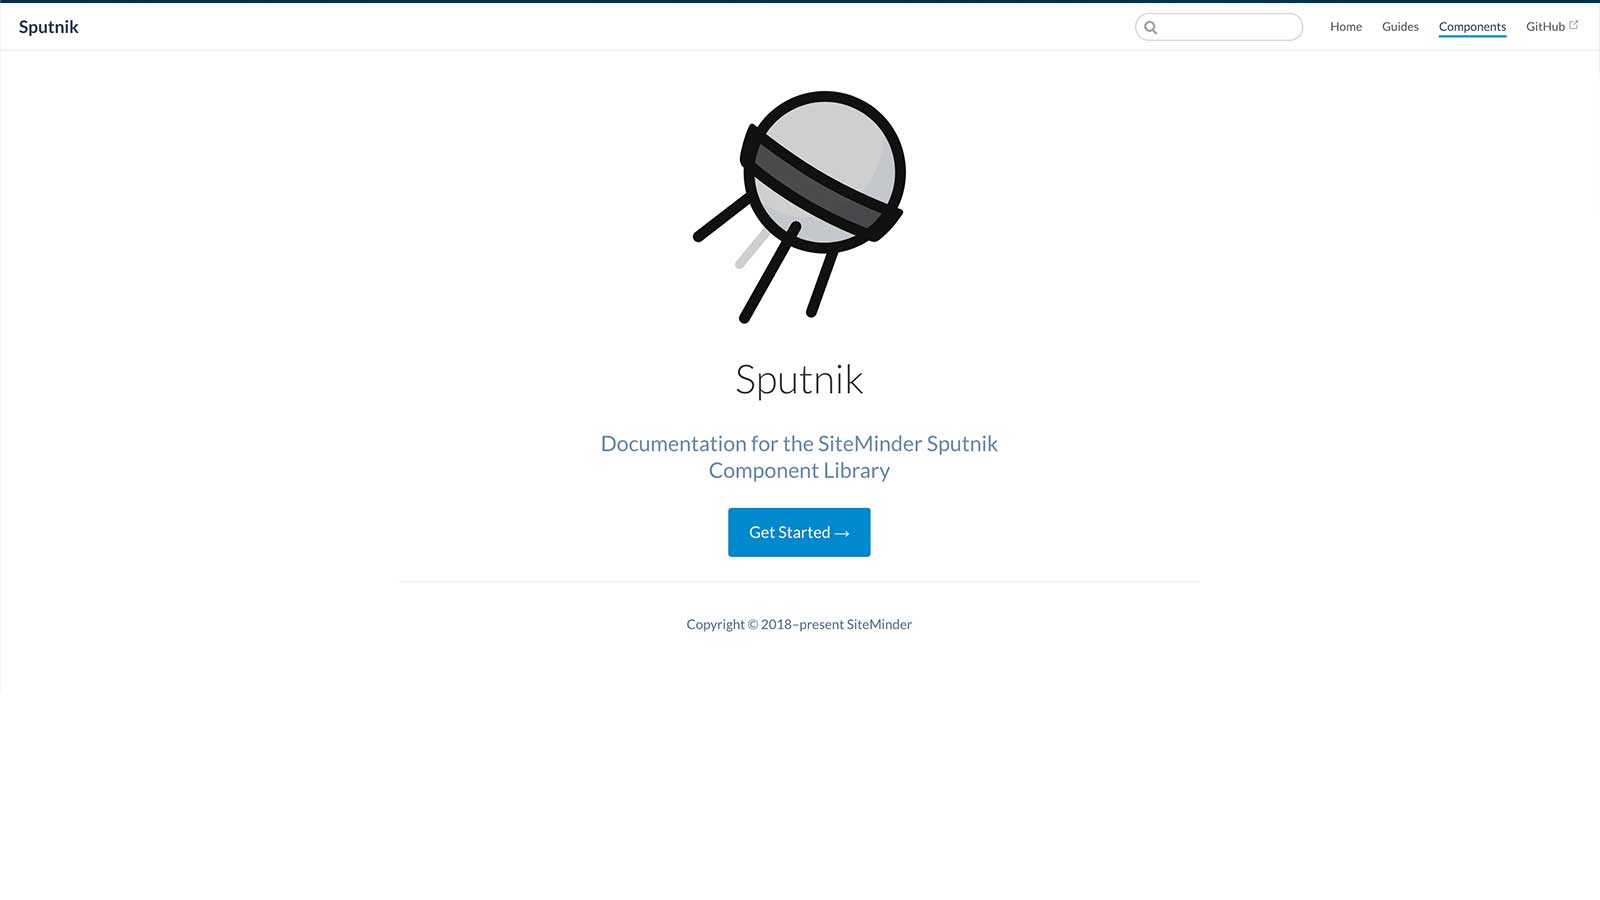 Sputnik
Home Guides Components GitHub
Sputnik
Documentation for the SiteMinder Sputnik
Component Library
Get Started →
Copyright © 2018–present SiteMinder